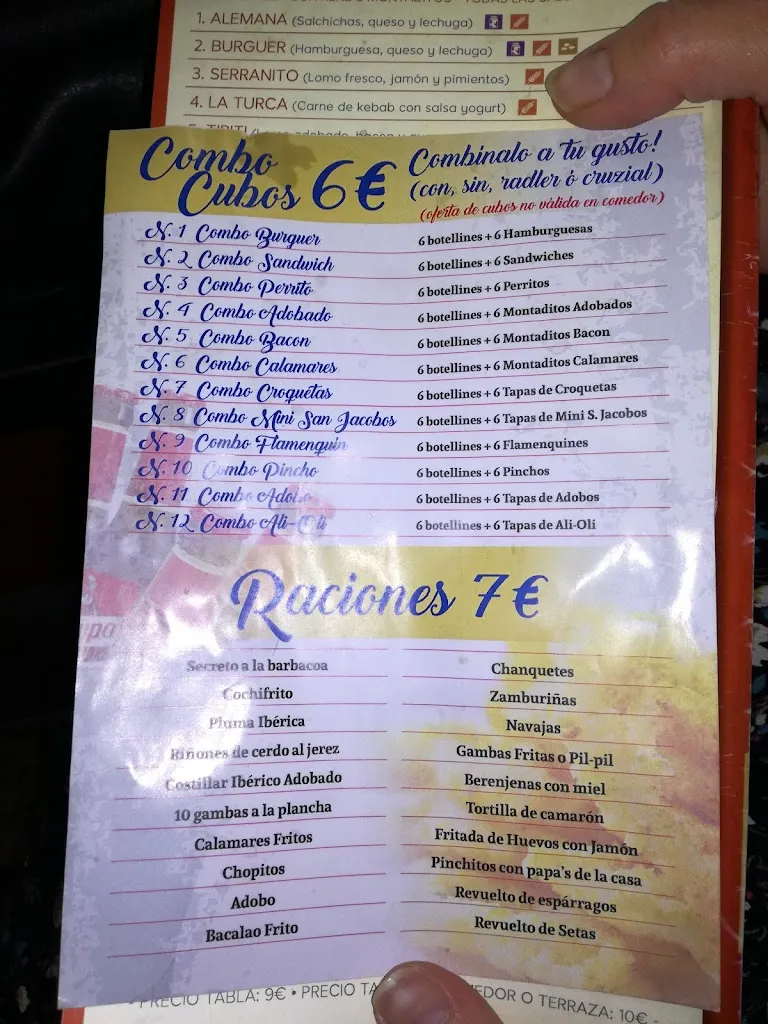 1. ALEMANA (Salchichas, queso y lechuga)
2. BURGUER (Hamburguesa, queso y lechuga)
3. SERRANITO (Lomo fresco, jamón y pimientos)
4. LA TURCA (Carne de kebab con salsa yogurt)
Combo Cubos 6€
Combinalo a tu gusto!
(con, sin, radler ó cruzial)
(oferta de cubos no válida en comedor)
N. 1 Combo Burguer 6 botellines + 6 Hamburguesas
N. 2 Combo Sandwich 6 botellines + 6 Sandwiches
N. 3 Combo Perrito 6 botellines + 6 Perritos
N. 4 Combo Adobado 6 botellines + 6 Montaditos Adobados
N. 5 Combo Bacon 6 botellines + 6 Montaditos Bacon
N. 6 Combo Calamares 6 botellines + 6 Montaditos Calamares
N. 7 Combo Croquetas 6 botellines + 6 Tapas de Croquetas
N. 8 Combo Mini San Jacobos 6 botellines + 6 Tapas de Mini S. Jacobos
N. 9 Combo Flamenquin 6 botellines + 6 Flamenquines
N. 10 Combo Pincho 6 botellines + 6 Pinchos
N. 11 Combo Adobo 6 botellines + 6 Tapas de Adobos
N. 12 Combo Ali-Oli 6 botellines + 6 Tapas de Ali-Oli
Raciones 7€
Secreto a la barbacoa
Cochifrito
Pluma Ibérica
Riñones de cerdo al jerez
Costillar Ibérico Adobado
10 gambas a la plancha
Calamares Fritos
Chopitos
Adobo
Bacalao Frito
Chanquetes
Zamburiñas
Navajas
Gambas Fritas o Pil-pil
Berenjenas con miel
Tortilla de camarón
Fritada de Huevos con Jamón
Pinchitos con papa's de la casa
Revuelto de espárragos
Revuelto de Setas
- PRECIO TABLA: 9€ • PRECIO O TERRAZA: 10€ -